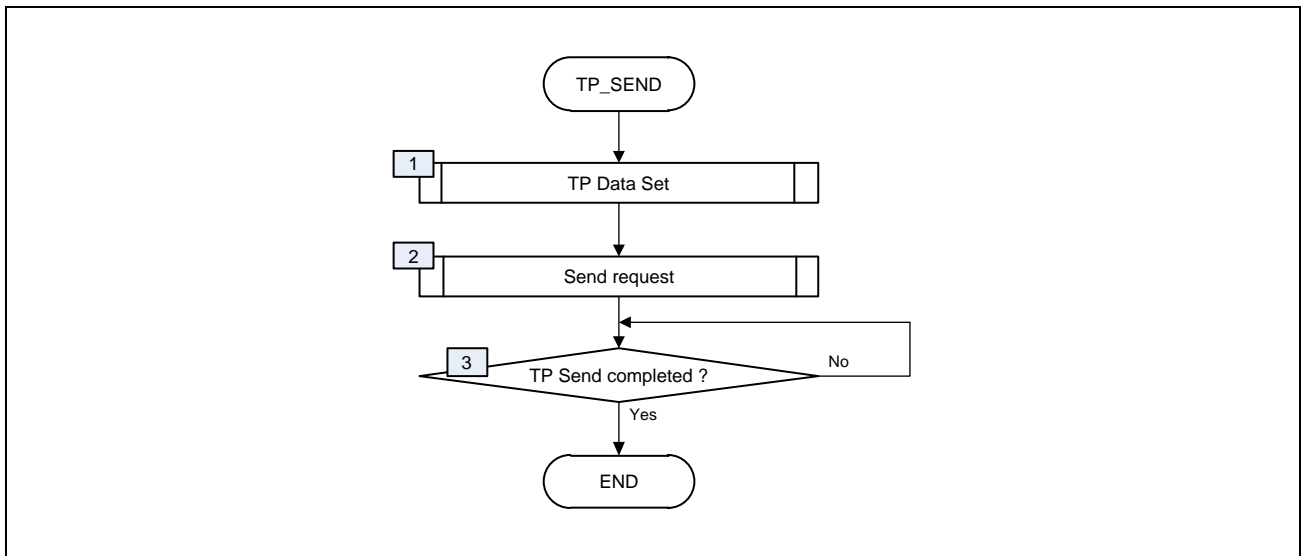 TP_SEND
1
TP Data Set
2
Send request
3
TP Send completed ?
No
Yes
END